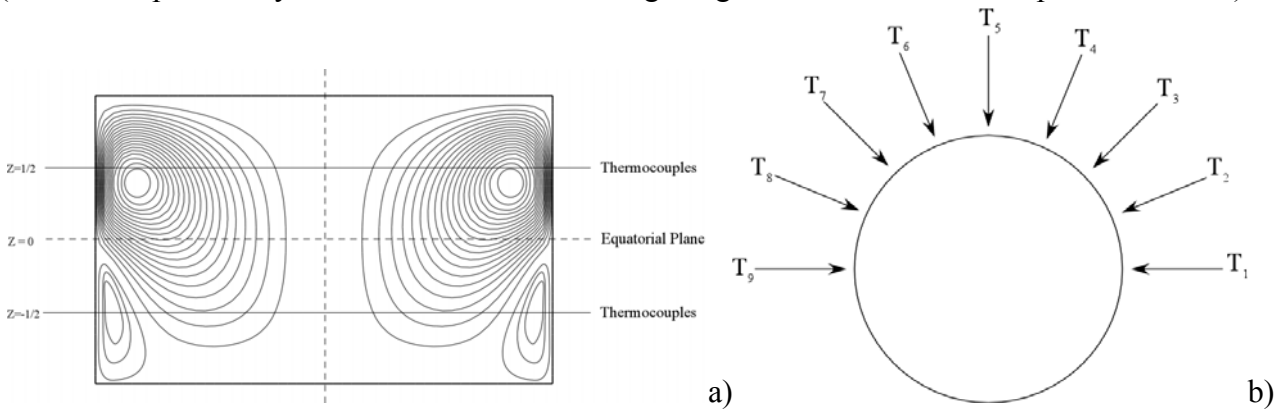 Z=1/2
Thermocouples
Z = 0
Equatorial Plane
Z=-1/2
Thermocouples
a)
T5
T6
T4
T7
T3
T8
T2
T9
T1
b)